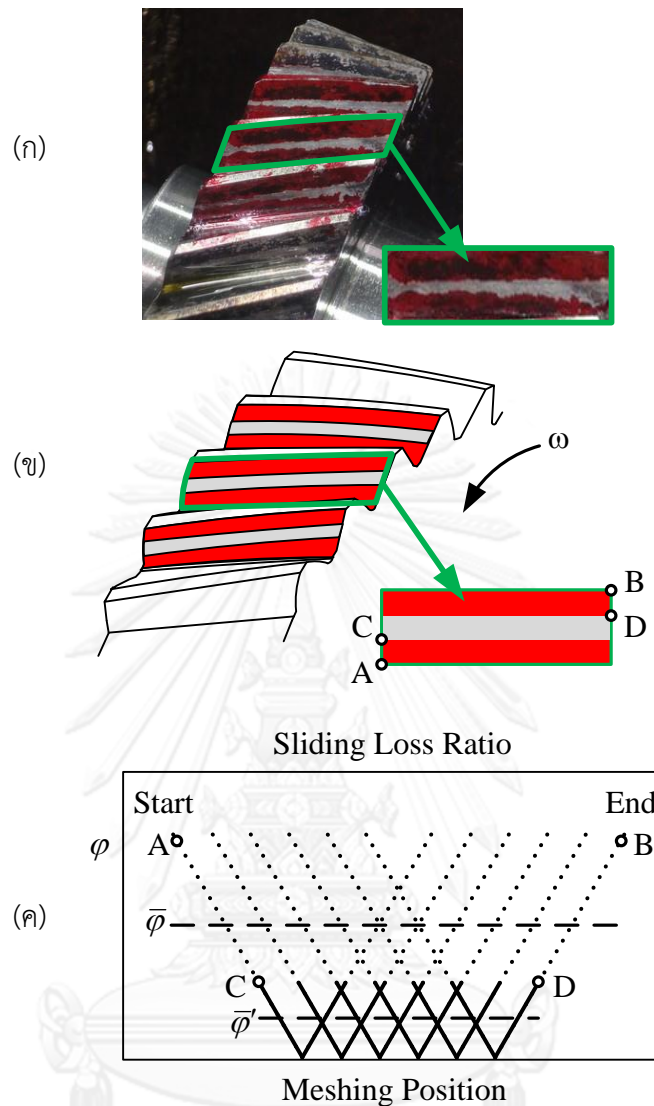 (ก)
(ข)
ω
B
D
C
A
Sliding Loss Ratio
Start
End
φ
A
B
φ̅
(ค)
C
D
φ̅'
Meshing Position